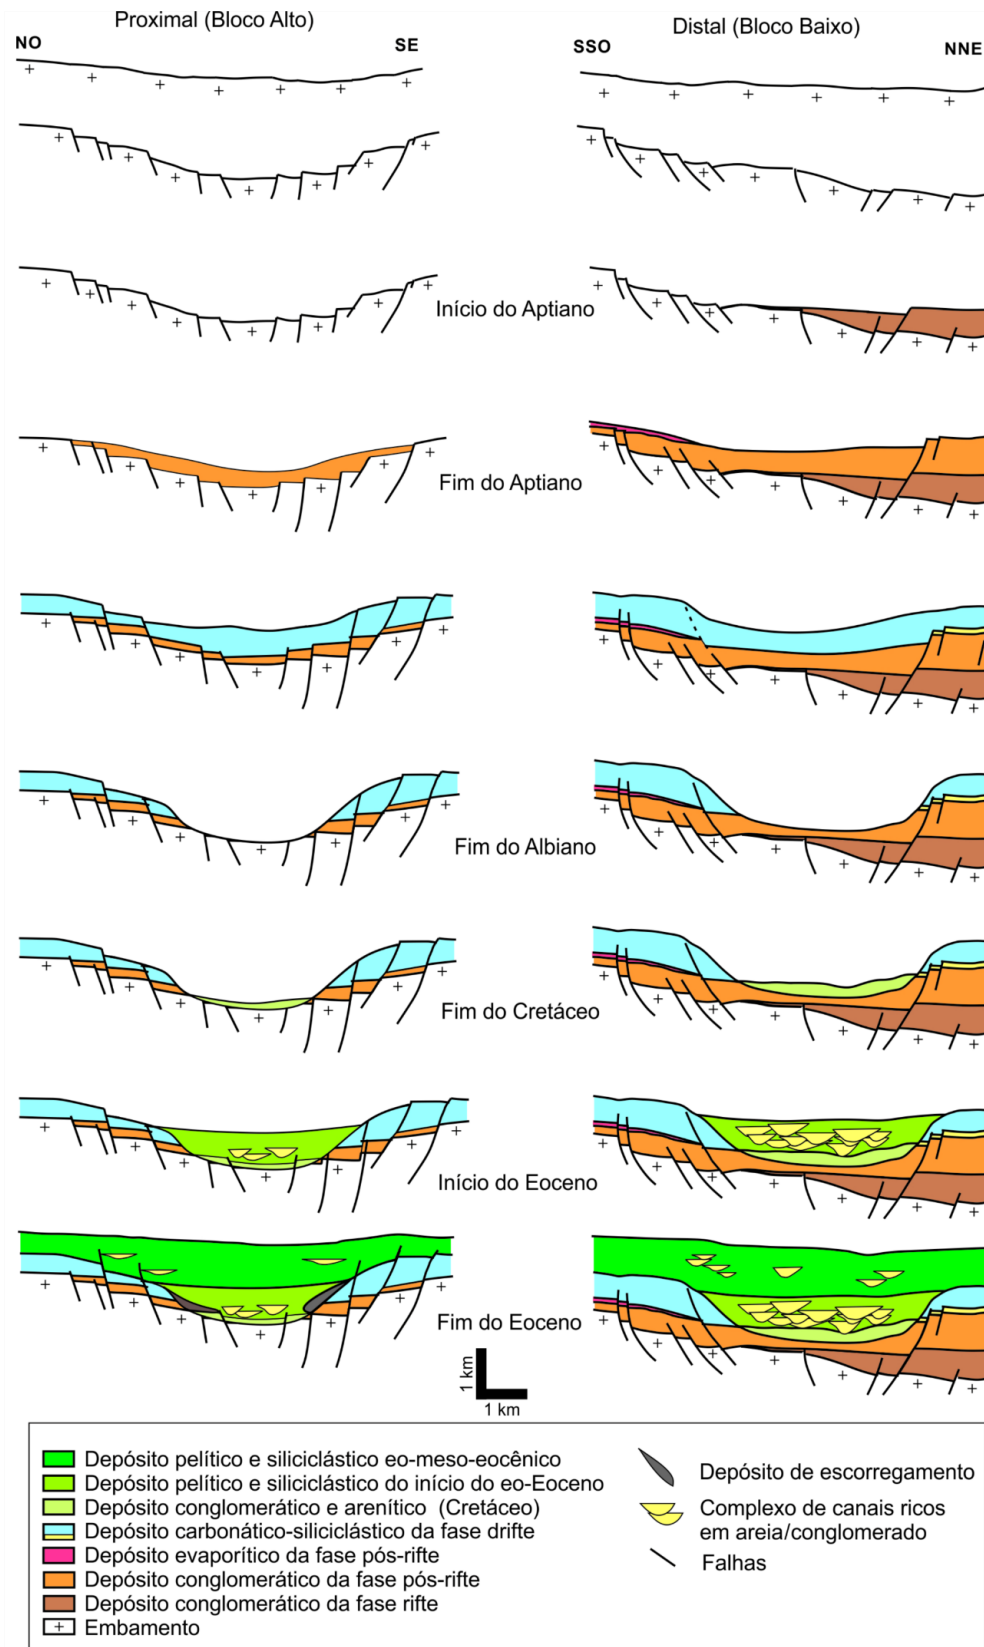 Proximal (Bloco Alto)
Distal (Bloco Baixo)
NO
SE
SSO
NNE
Início do Aptiano
Fim do Aptiano
Fim do Albiano
Fim do Cretáceo
Início do Eoceno
Fim do Eoceno
1 km
1 km
Depósito pelítico e siliciclástico eo-meso-eocênico
Depósito pelítico e siliciclástico do início do eo-Eoceno
Depósito conglomerático e arenítico (Cretáceo)
Depósito carbonático-siliciclástico da fase drifte
Depósito evaporítico da fase pós-rifte
Depósito conglomerático da fase pós-rifte
Depósito conglomerático da fase rifte
Embamento
Depósito de escorregamento
Complexo de canais ricos
em areia/conglomerado
Falhas